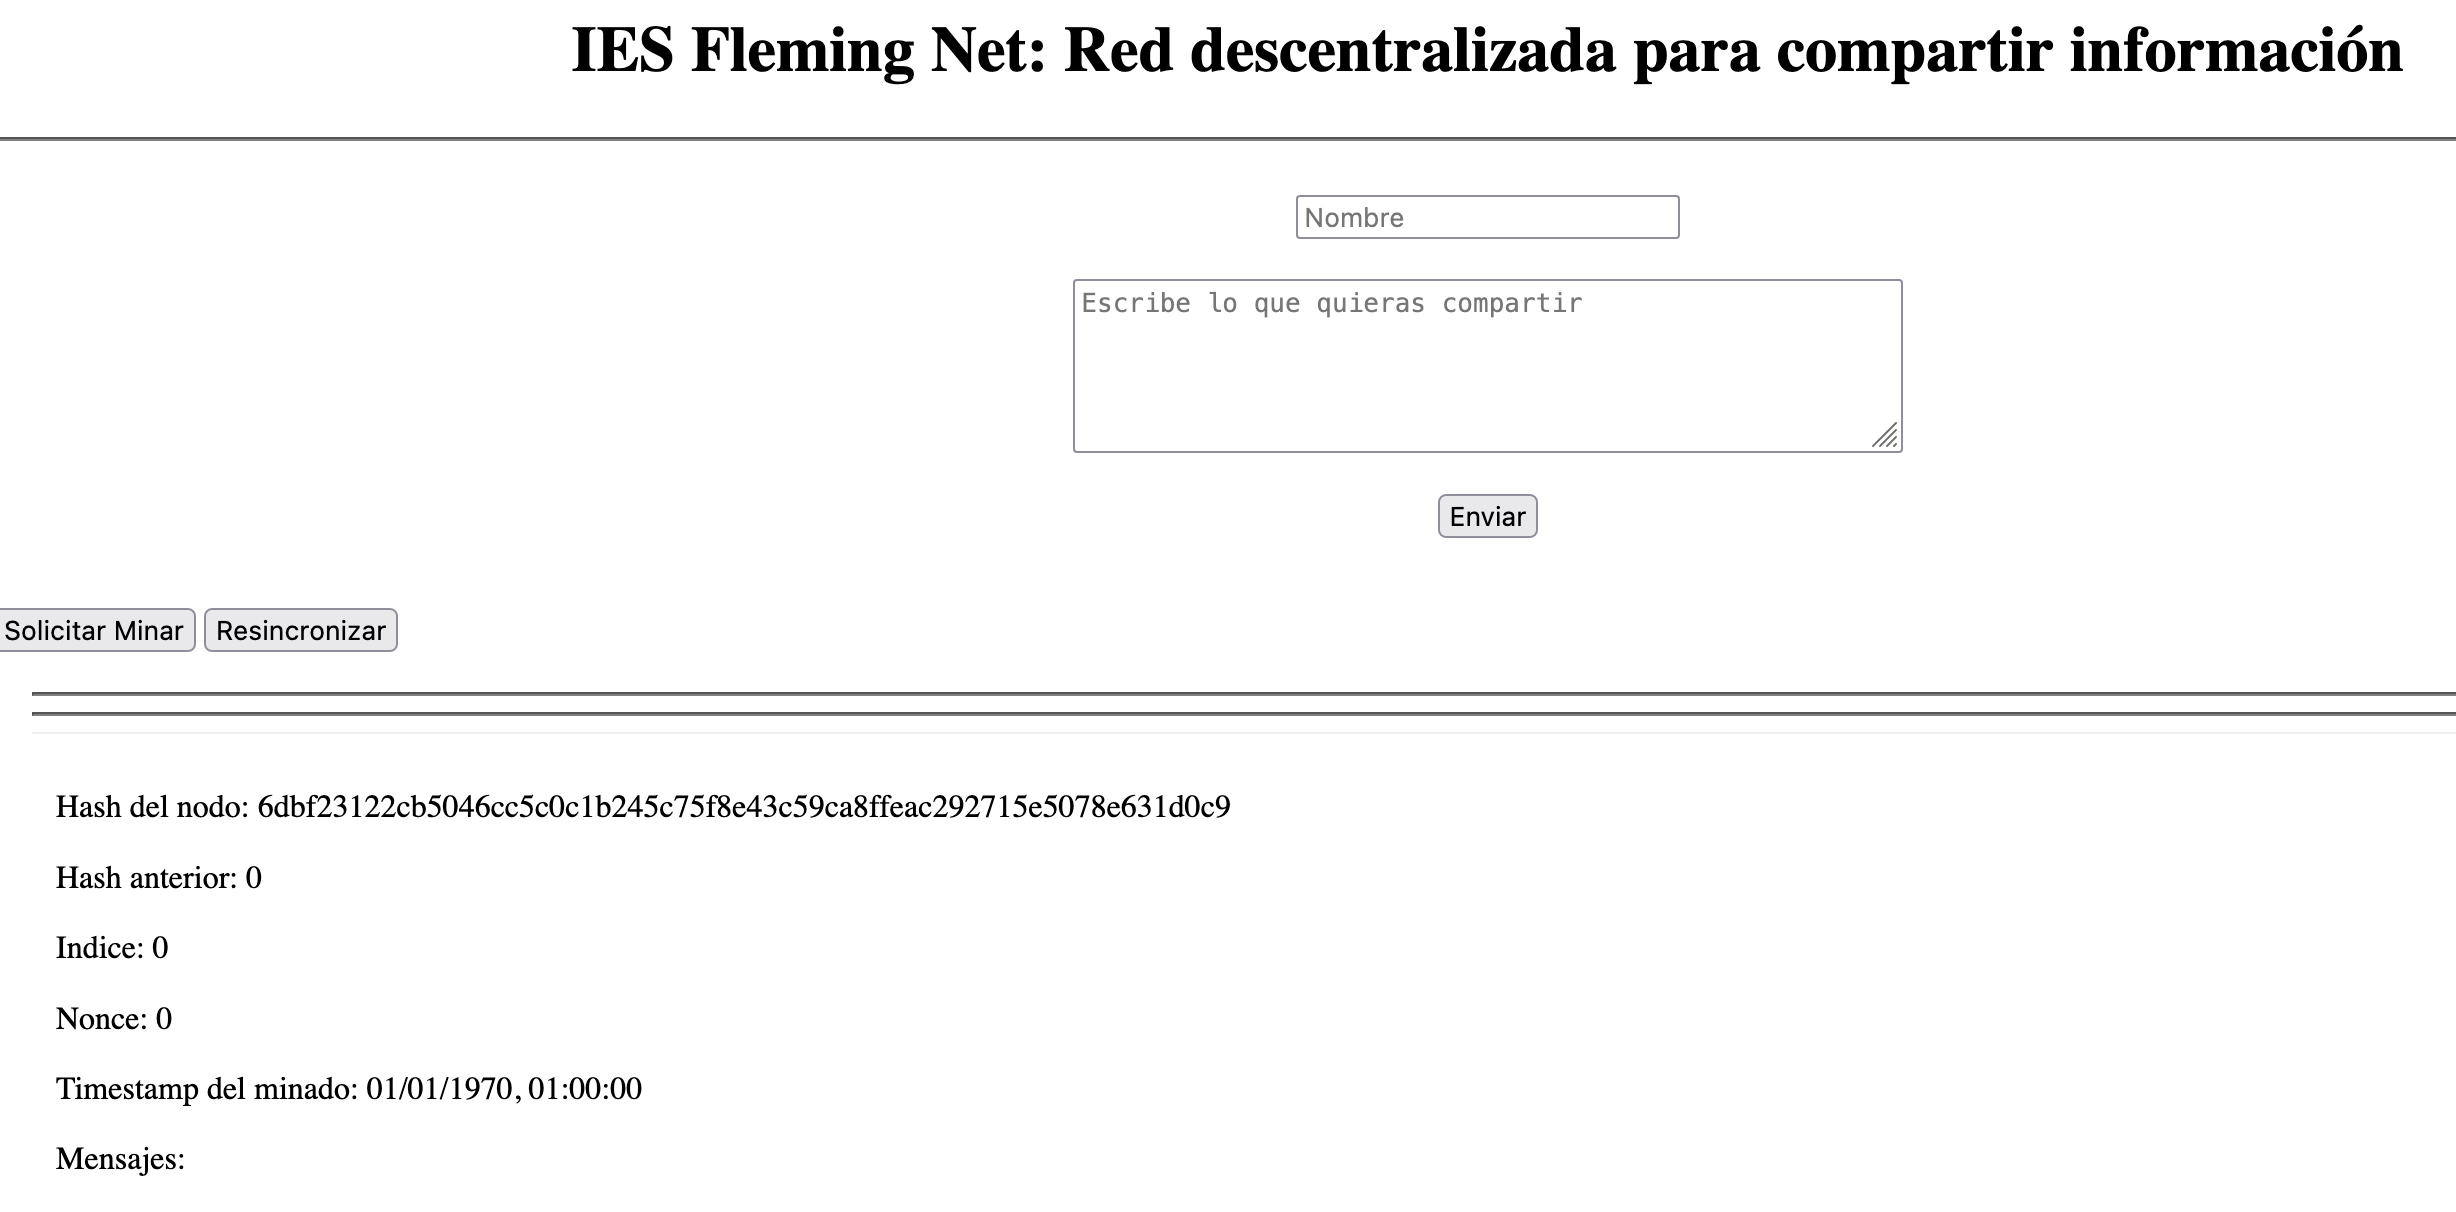 IES Fleming Net: Red descentralizada para compartir información
Nombre
Escribe lo que quieras compartir
Enviar
Solicitar Minar Resincronizar
Hash del nodo: 6dbf23122cb5046cc5c0c1b245c75f8e43c59ca8ffeac292715e5078e631d0c9
Hash anterior: 0
Indice: 0
Nonce: 0
Timestamp del minado: 01/01/1970, 01:00:00
Mensajes: